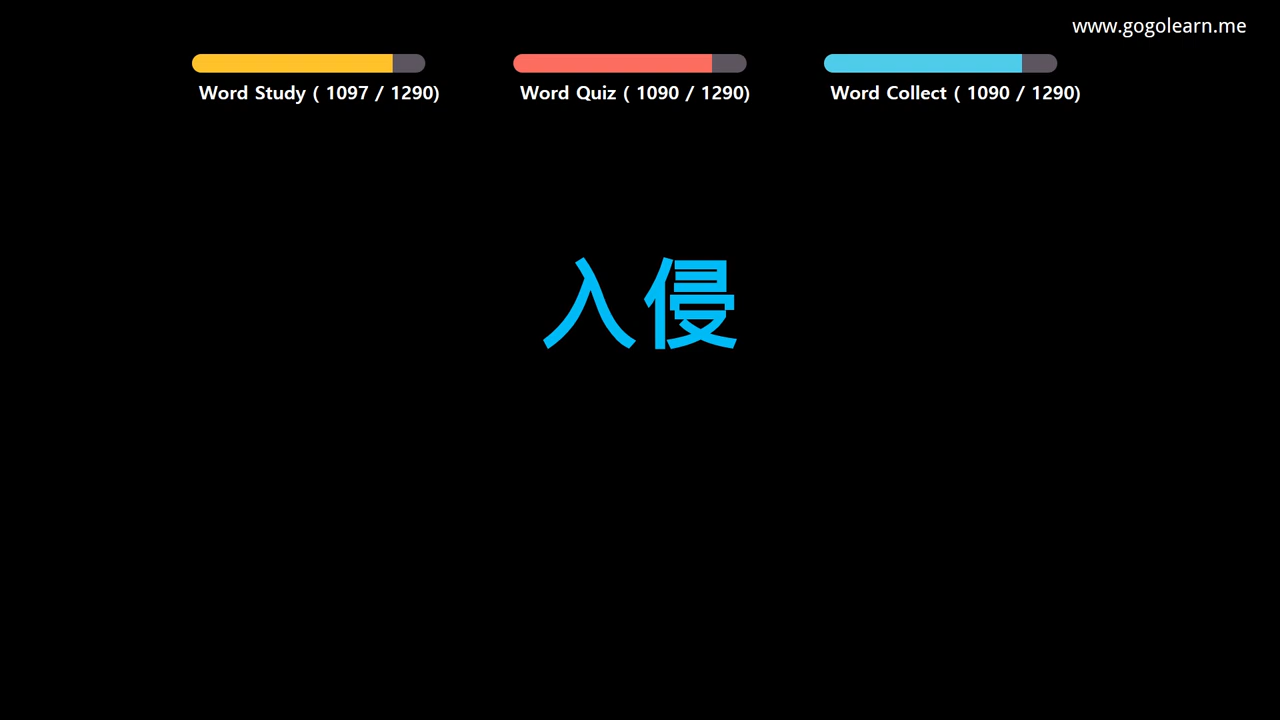 www.gogolearn.me
Word Study ( 1097 / 1290)
Word Quiz ( 1090 / 1290)
Word Collect ( 1090 / 1290)
入侵